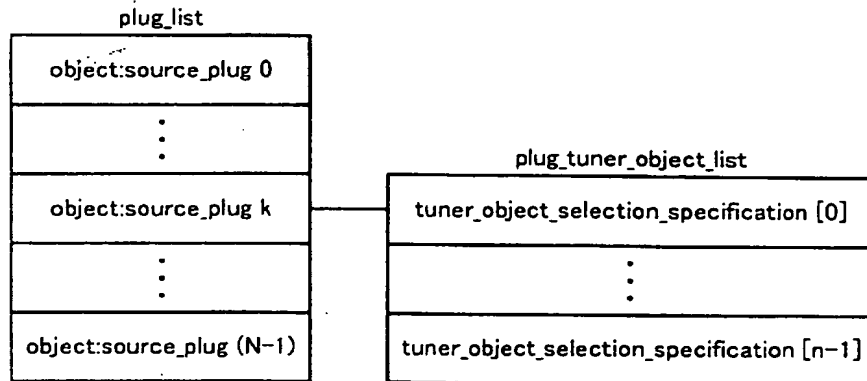 plug_list
object:source_plug 0
⋮
object:source_plug k
⋮
object:source_plug (N-1)
plug_tuner_object_list
tuner_object_selection_specification [0]
⋮
tuner_object_selection_specification [n-1]